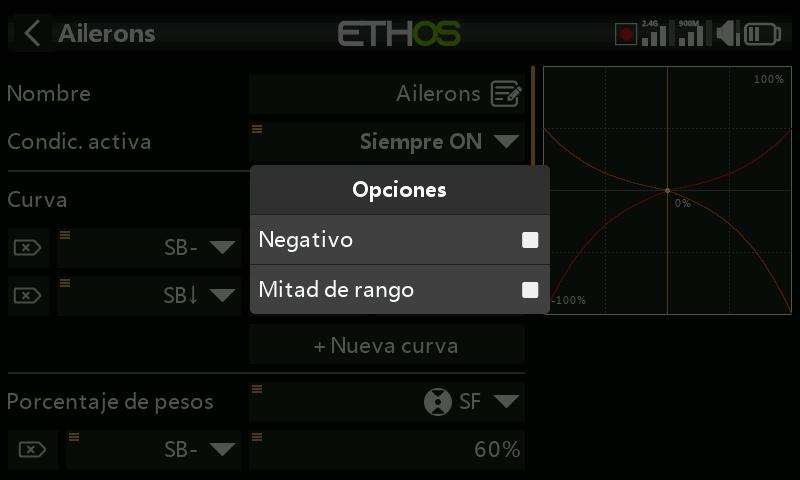 Ailerons
ETHOS
2.4G
900M
Nombre
Ailerons
Condic. activa
Siempre ON
Opciones
Negativo
Mitad de rango
Curva
SB-
SB↓
+ Nueva curva
Porcentaje de pesos
SF
SB-
60%
100%
0%
-100%